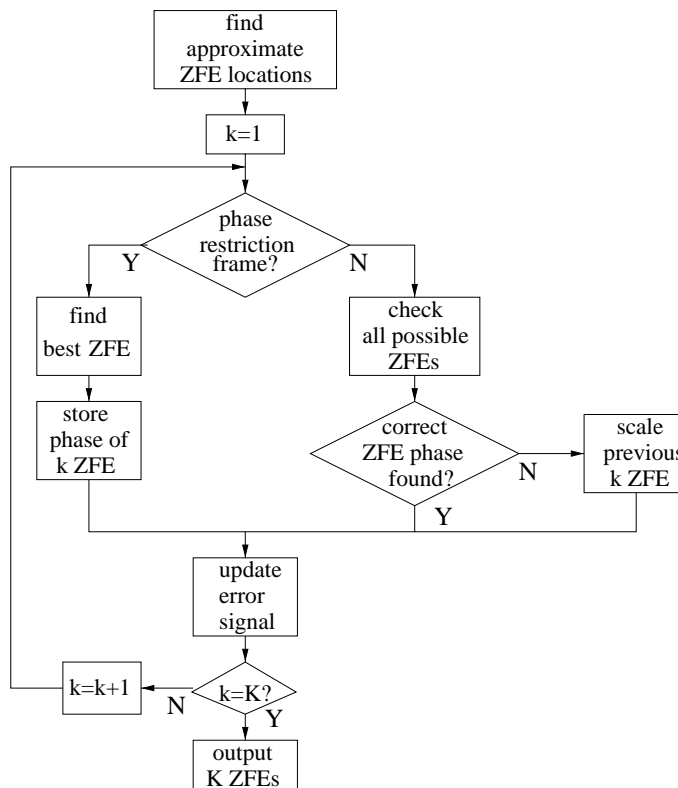 find
approximate
ZFE locations
k=1
phase
restriction
frame?
Y
N
find
best ZFE
check
all possible
ZFEs
store
phase of
k ZFE
correct
ZFE phase
found?
N
Y
scale
previous
k ZFE
update
error
signal
k=k+1
N
k=K?
Y
output
K ZFEs